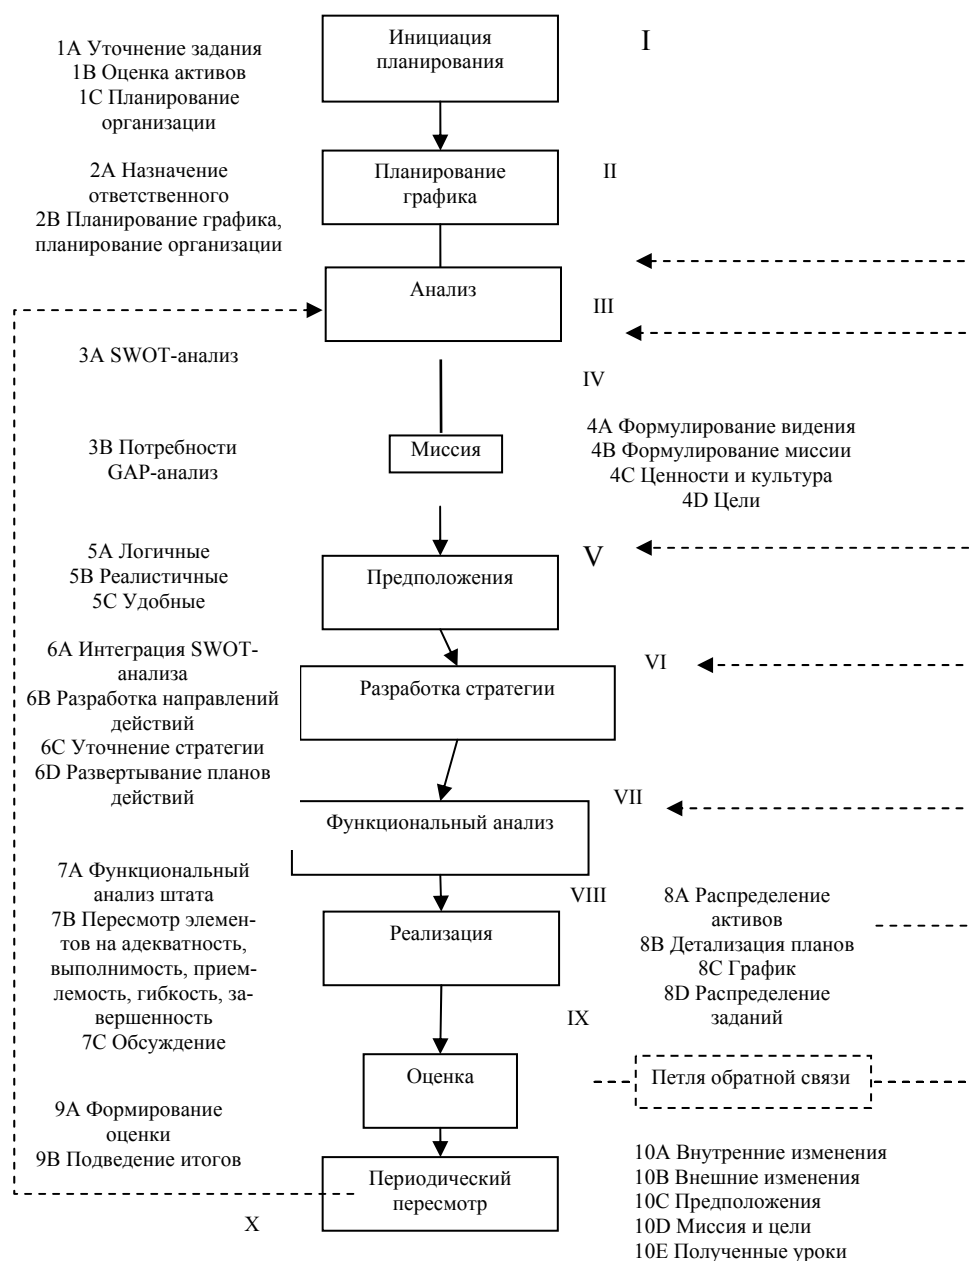 Инициация
планирования
I
1A Уточнение задания
1B Оценка активов
1C Планирование
организации
Планирование
графика
II
2A Назначение
ответственного
2B Планирование графика,
планирование организации
Анализ
III
3A SWOT-анализ
IV
3B Потребности
GAP-анализ
Миссия
4A Формулирование видения
4B Формулирование миссии
4C Ценности и культура
4D Цели
5A Логичные
5B Реалистичные
5C Удобные
Предположения
V
6A Интеграция SWOT-
анализа
6B Разработка направлений
действий
6C Уточнение стратегии
6D Развертывание планов
действий
Разработка стратегии
VI
Функциональный анализ
VII
7A Функциональный
анализ штата
7B Пересмотр элемен-
тов на адекватность,
выполнимость, прием-
лемость, гибкость, за-
вершенность
7C Обсуждение
Реализация
VIII
8A Распределение
активов
8B Детализация планов
8C График
8D Распределение
заданий
IX
Оценка
Петля обратной связи
9A Формирование
оценки
9B Подведение итогов
Периодический
пересмотр
X
10A Внутренние изменения
10B Внешние изменения
10C Предположения
10D Миссия и цели
10E Полученные уроки